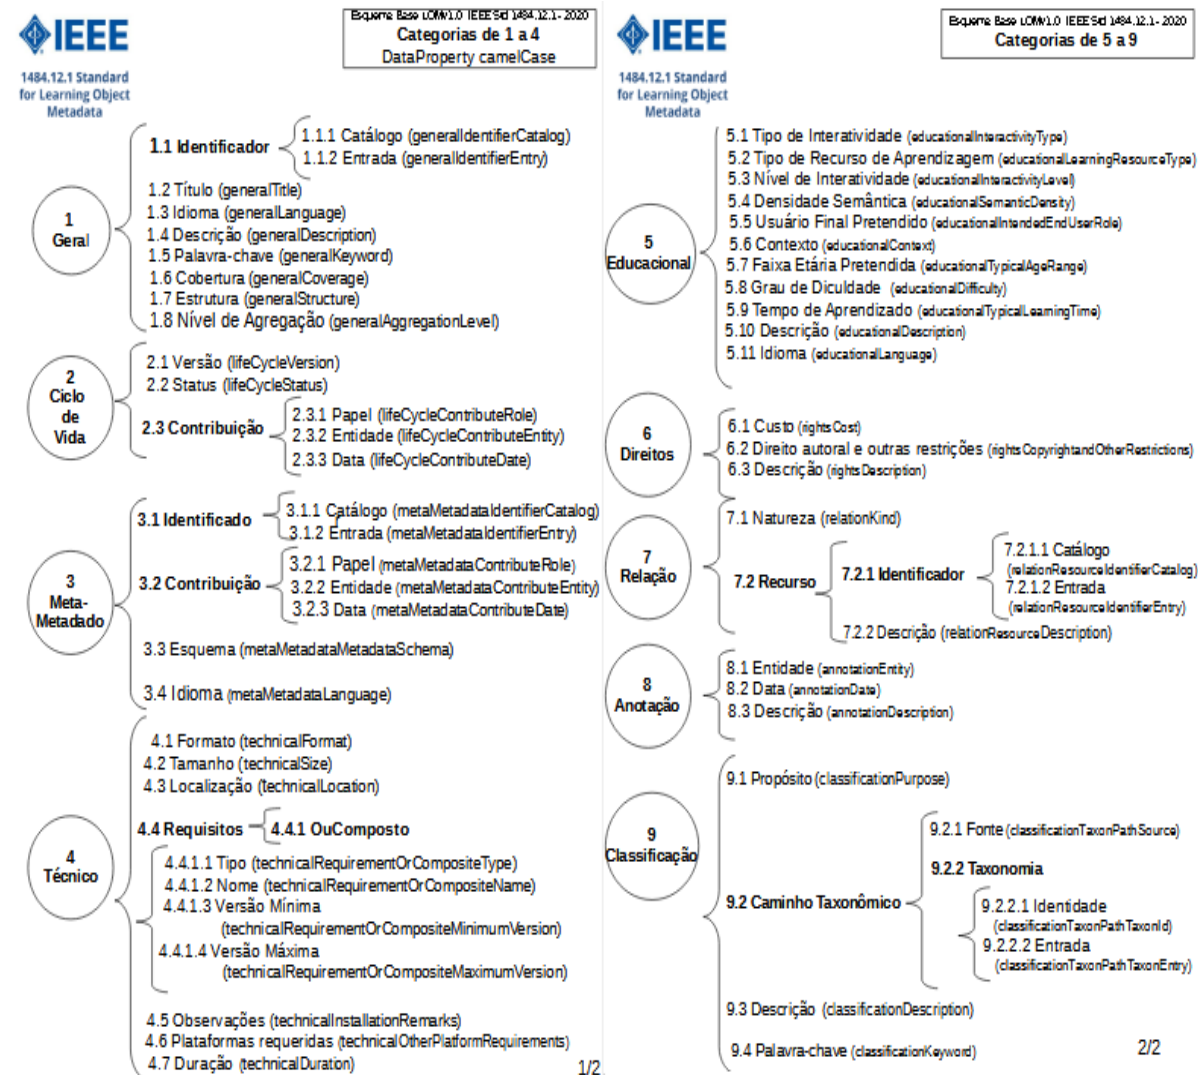 IEEE
1484.12.1 Standard
for Learning Object
Metadata
Esquema Base LOMv1.0 IEEE Std 1484.12.1 - 2020
Categorias de 1 a 4
DataProperty camelCase
1
Geral
1.1 Identificador
1.1.1 Catálogo (generalIdentifierCatalog)
1.1.2 Entrada (generalIdentifierEntry)
1.2 Título (generalTitle)
1.3 Idioma (generalLanguage)
1.4 Descrição (generalDescription)
1.5 Palavra-chave (generalKeyword)
1.6 Cobertura (generalCoverage)
1.7 Estrutura (generalStructure)
1.8 Nível de Agregação (generalAggregationLevel)
2
Ciclo
de
Vida
2.1 Versão (lifeCycleVersion)
2.2 Status (lifeCycleStatus)
2.3 Contribuição
2.3.1 Papel (lifeCycleContributeRole)
2.3.2 Entidade (lifeCycleContributeEntity)
2.3.3 Data (lifeCycleContributeDate)
3
Meta-
Metadado
3.1 Identificado
3.1.1 Catálogo (metaMetadataIdentifierCatalog)
3.1.2 Entrada (metaMetadataIdentifierEntry)
3.2 Contribuição
3.2.1 Papel (metaMetadataContributeRole)
3.2.2 Entidade (metaMetadataContributeEntity)
3.2.3 Data (metaMetadataContributeDate)
3.3 Esquema (metaMetadataMetadataSchema)
3.4 Idioma (metaMetadataLanguage)
4
Técnico
4.1 Formato (technicalFormat)
4.2 Tamanho (technicalSize)
4.3 Localização (technicalLocation)
4.4 Requisitos
4.4.1 OuComposto
4.4.1.1 Tipo (technicalRequirementOrCompositeType)
4.4.1.2 Nome (technicalRequirementOrCompositeName)
4.4.1.3 Versão Mínima
(technicalRequirementOrCompositeMinimumVersion)
4.4.1.4 Versão Máxima
(technicalRequirementOrCompositeMaximumVersion)
4.5 Observações (technicalInstallationRemarks)
4.6 Plataformas requeridas (technicalOtherPlatformRequirements)
4.7 Duração (technicalDuration)
1/2
IEEE
1484.12.1 Standard
for Learning Object
Metadata
Esquema Base LOMv1.0 IEEE Std 1484.12.1 - 2020
Categorias de 5 a 9
5
Educacional
5.1 Tipo de Interatividade (educationalInteractivityType)
5.2 Tipo de Recurso de Aprendizagem (educationalLearningResourceType)
5.3 Nível de Interatividade (educationalInteractivityLevel)
5.4 Densidade Semântica (educationalSemanticDensity)
5.5 Usuário Final Pretendido (educationalIntendedEndUserRole)
5.6 Contexto (educationalContext)
5.7 Faixa Etária Pretendida (educationalTypicalAgeRange)
5.8 Grau de Diculdade (educationalDifficulty)
5.9 Tempo de Aprendizado (educationalTypicalLearningTime)
5.10 Descrição (educationalDescription)
5.11 Idioma (educationalLanguage)
6
Direitos
6.1 Custo (rightsCost)
6.2 Direito autoral e outras restrições (rightsCopyrightandOtherRestrictions)
6.3 Descrição (rightsDescription)
7
Relação
7.1 Natureza (relationKind)
7.2 Recurso
7.2.1 Identificador
7.2.1.1 Catálogo
(relationResourceIdentifierCatalog)
7.2.1.2 Entrada
(relationResourceIdentifierEntry)
7.2.2 Descrição (relationResourceDescription)
8
Anotação
8.1 Entidade (annotationEntity)
8.2 Data (annotationDate)
8.3 Descrição (annotationDescription)
9
Classificação
9.1 Propósito (classificationPurpose)
9.2 Caminho Taxonômico
9.2.1 Fonte (classificationTaxonPathSource)
9.2.2 Taxonomia
9.2.2.1 Identidade
(classificationTaxonPathTaxonId)
9.2.2.2 Entrada
(classificationTaxonPathTaxonEntry)
9.3 Descrição (classificationDescription)
9.4 Palavra-chave (classificationKeyword)
2/2